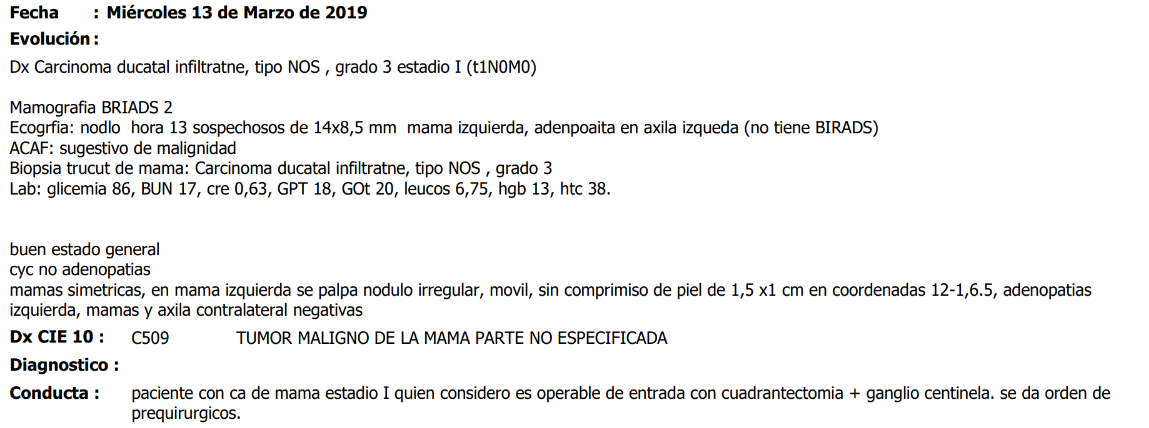 Fecha : Miércoles 13 de Marzo de 2019
Evolución :
Dx Carcinoma ducatal infiltratne, tipo NOS , grado 3 estadio I (t1N0M0)
Mamografia BRIADS 2
Ecogrfia: nodlo hora 13 sospechosos de 14x8,5 mm mama izquierda, adenpoaita en axila izqueda (no tiene BIRADS)
ACAF: sugestivo de malignidad
Biopsia trucut de mama: Carcinoma ducatal infiltratne, tipo NOS , grado 3
Lab: glicemia 86, BUN 17, cre 0,63, GPT 18, GOt 20, leucos 6,75, hgb 13, htc 38.
buen estado general
cyc no adenopatias
mamas simetricas, en mama izquierda se palpa nodulo irregular, movil, sin comprimiso de piel de 1,5 x1 cm en coordenadas 12-1,6.5, adenopatias
izquierda, mamas y axila contralateral negativas
Dx CIE 10 : C509 TUMOR MALIGNO DE LA MAMA PARTE NO ESPECIFICADA
Diagnostico :
Conducta : paciente con ca de mama estadio I quien considero es operable de entrada con cuadrantectomia + ganglio centinela. se da orden de
prequirurgicos.